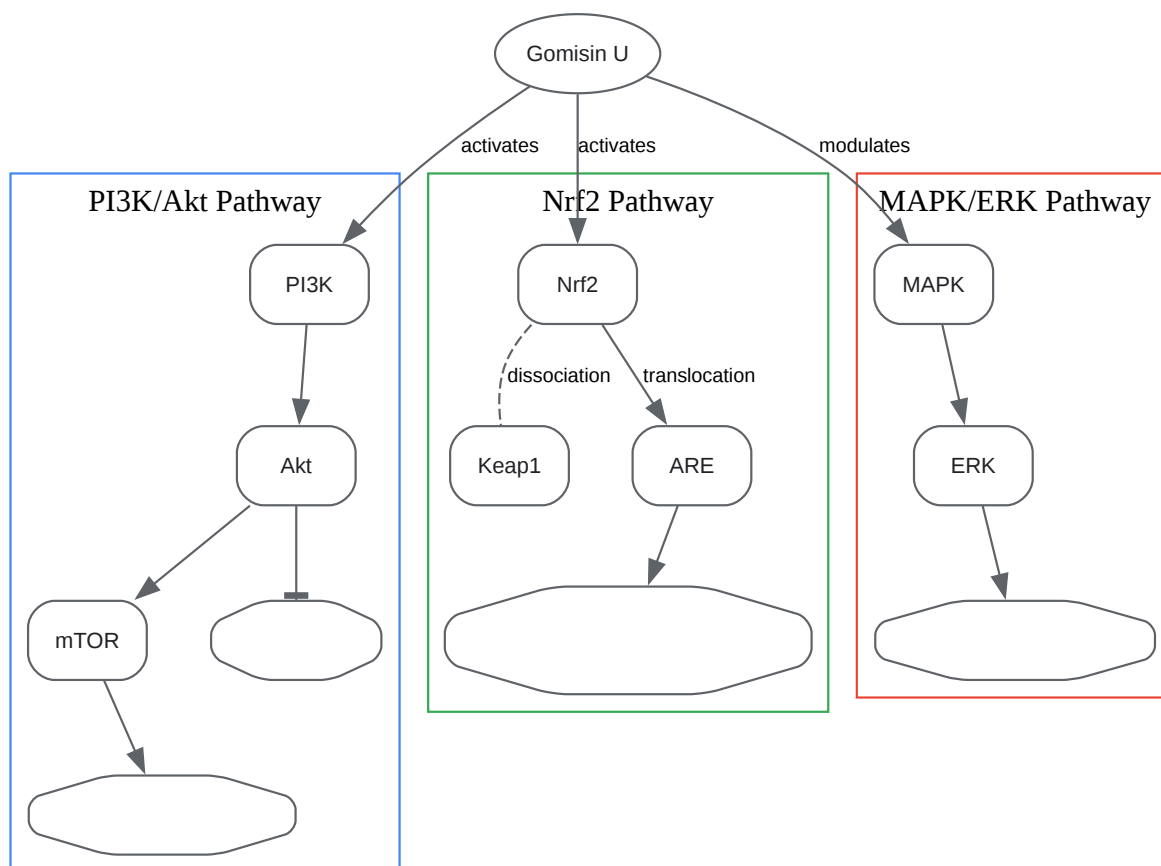 Gomisin U
activates
activates
modulates
PI3K/Akt Pathway
Nrf2 Pathway
MAPK/ERK Pathway
PI3K
Nrf2
MAPK
dissociation
translocation
Akt
Keap1
ARE
ERK
mTOR